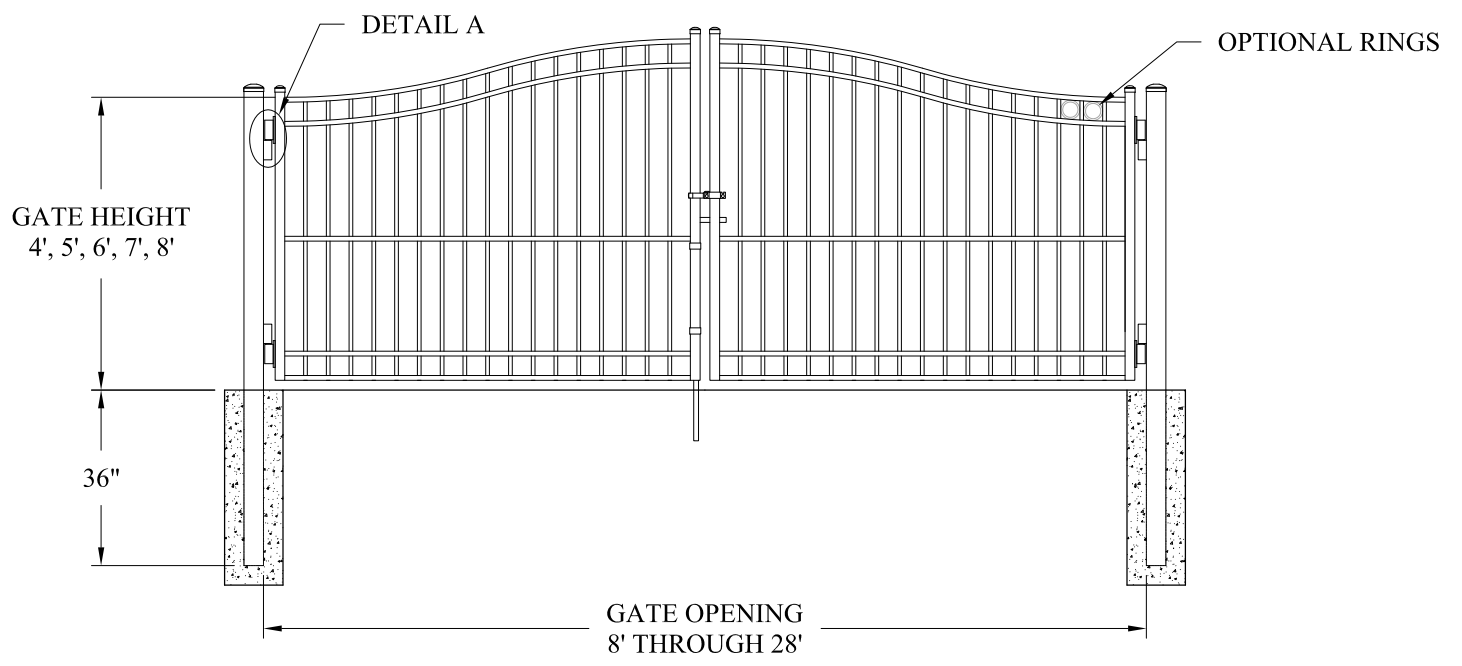 DETAIL A
OPTIONAL RINGS
GATE HEIGHT
4', 5', 6', 7', 8'
36"
GATE OPENING
8' THROUGH 28'